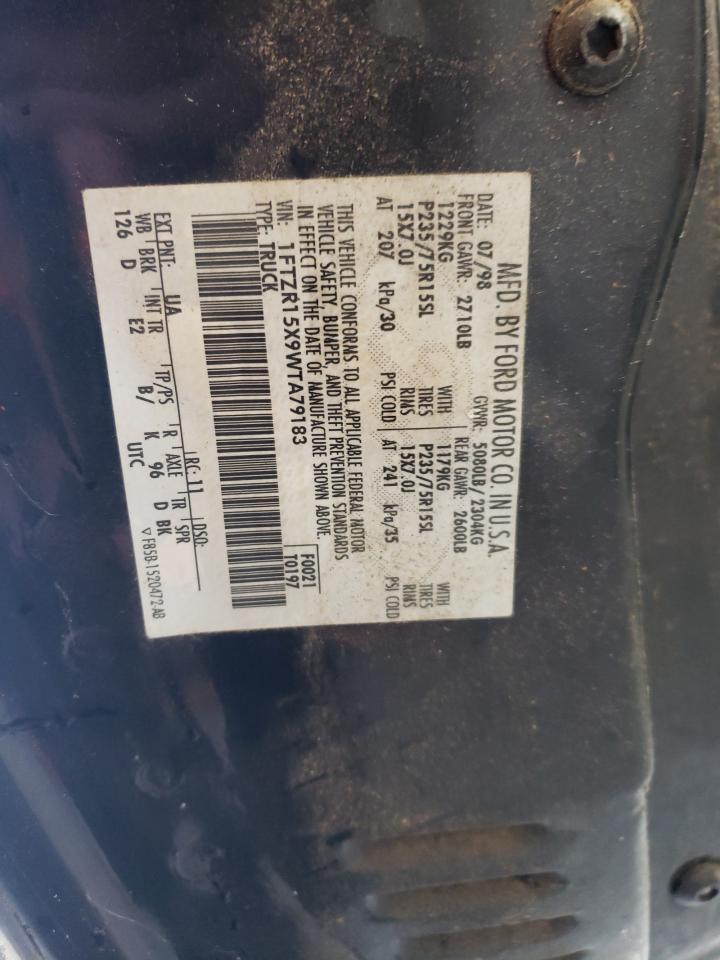 MFD. BY FORD MOTOR CO. IN U.S.A.
DATE: 07/98 GVWR: 5080LB/2304KG
FRONT GAWR: 2710LB REAR GAWR: 2600LB
1229KG WITH 1179KG WITH
P235/75R15SL TIRES P235/75R15SL TIRES
15X7.0J RIMS 15X7.0J RIMS
AT 207 kPa/30 PSI COLD AT 241 kPa/35 PSI COLD
THIS VEHICLE CONFORMS TO ALL APPLICABLE FEDERAL MOTOR
VEHICLE SAFETY, BUMPER, AND THEFT PREVENTION STANDARDS
IN EFFECT ON THE DATE OF MANUFACTURE SHOWN ABOVE.
VIN: 1FTZR15X9WTA79183 F0021
TYPE: TRUCK T0197
EXT PNT: UA RC: 11 DSO:
WB BRK INT TR TP/PS R AXLE TR SPR
126 D E2 B/ K 96 D BK
UTC ▽ F85B-1520472-AB